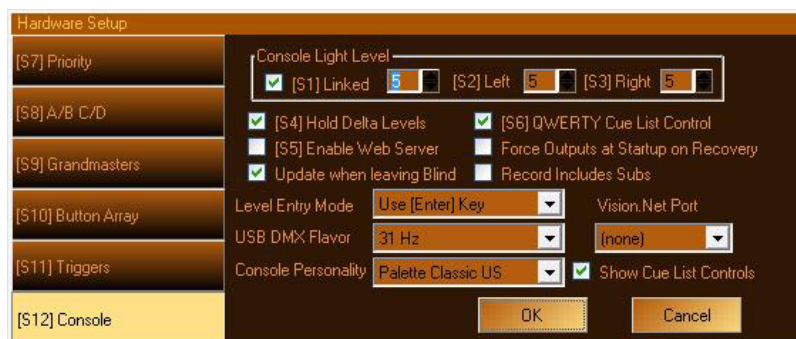 Hardware Setup
[S7] Priority
[S8] A/B C/D
[S9] Grandmasters
[S10] Button Array
[S11] Triggers
[S12] Console
Console Light Level
[S1] Linked 5 [S2] Left 5 [S3] Right 5
[S4] Hold Delta Levels [S6] QWERTY Cue List Control
[S5] Enable Web Server Force Outputs at Startup on Recovery
Update when leaving Blind Record Includes Subs
Level Entry Mode Use [Enter] Key Vision.Net Port
USB DMX Flavor 31 Hz (none)
Console Personality Palette Classic US Show Cue List Controls
OK Cancel